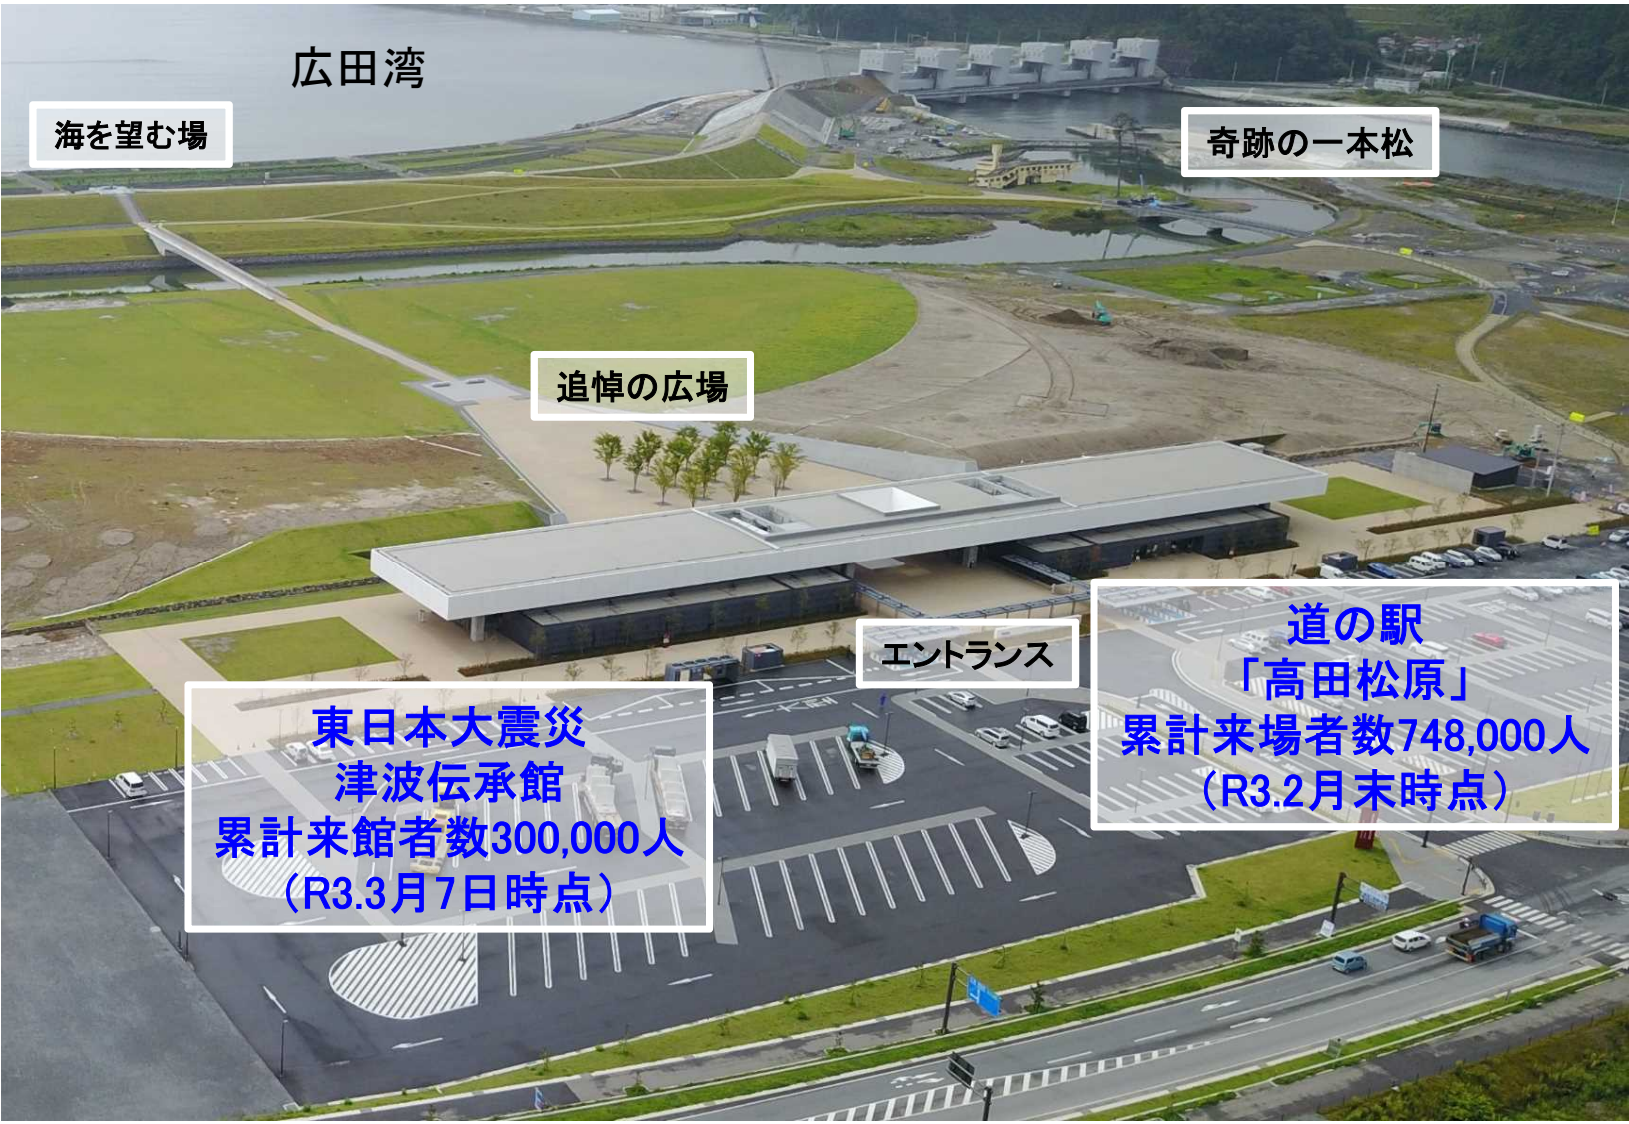 広田湾
海を望む場
奇跡の一本松
追悼の広場
エントランス
道の駅
「高田松原」
累計来場者数748,000人
（R3.2月末時点）
東日本大震災
津波伝承館
累計来館者数300,000人
（R3.3月7日時点）